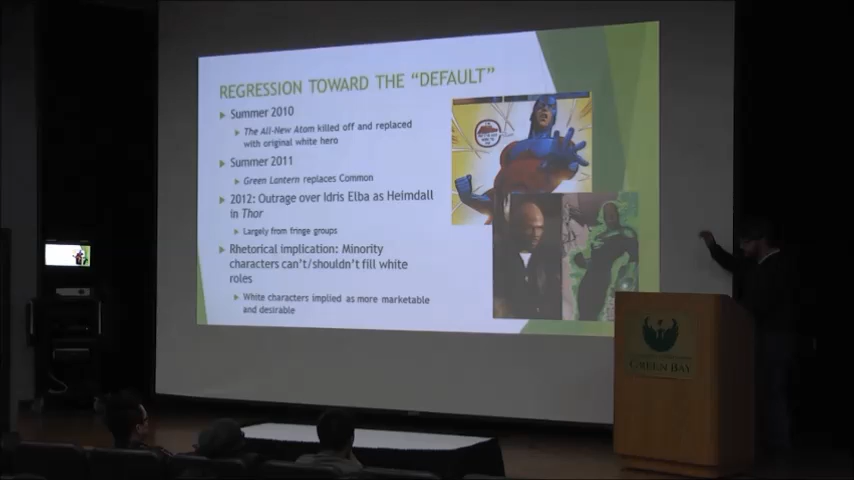 REGRESSION TOWARD THE “DEFAULT”
Summer 2010
The All-New Atom killed off and replaced
with original white hero
Summer 2011
Green Lantern replaces Common
2012: Outrage over Idris Elba as Heimdall
in Thor
Largely from fringe groups
Rhetorical implication: Minority
characters can’t/shouldn’t fill white
roles
White characters implied as more marketable
and desirable
GREEN BAY